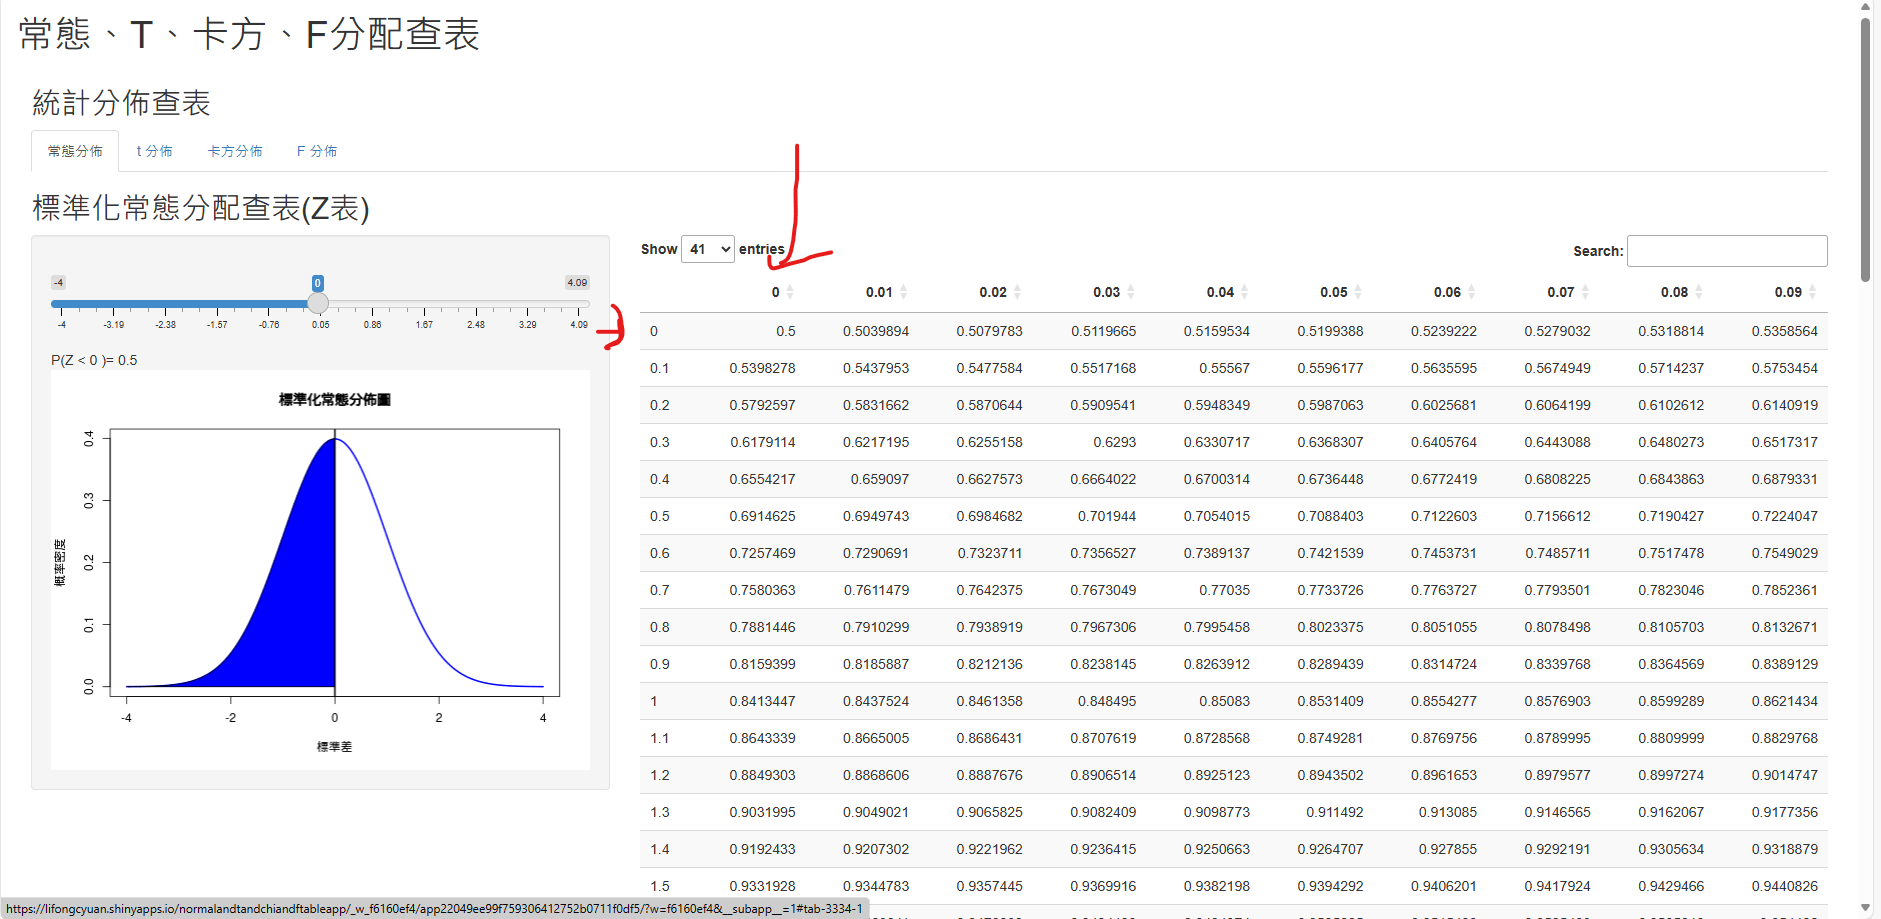 常態、T、卡方、F分配查表
統計分佈查表
常態分佈 t 分佈 卡方分佈 F 分佈
標準化常態分配查表(Z表)
-4 0 4.09
-4 -3.19 -2.38 -1.57 -0.76 0.05 0.86 1.67 2.48 3.29 4.09
P(Z < 0 )= 0.5
標準化常態分佈圖
概率密度
0.4
0.3
0.2
0.1
0.0
-4 -2 0 2 4
標準差
Show 41 entries Search:
0 0.01 0.02 0.03 0.04 0.05 0.06 0.07 0.08 0.09
0 0.5 0.5039894 0.5079783 0.5119665 0.5159534 0.5199388 0.5239222 0.5279032 0.5318814 0.5358564
0.1 0.5398278 0.5437953 0.5477584 0.5517168 0.55567 0.5596177 0.5635595 0.5674949 0.5714237 0.5753454
0.2 0.5792597 0.5831662 0.5870644 0.5909541 0.5948349 0.5987063 0.6025681 0.6064199 0.6102612 0.6140919
0.3 0.6179114 0.6217195 0.6255158 0.6293 0.6330717 0.6368307 0.6405764 0.6443088 0.6480273 0.6517317
0.4 0.6554217 0.659097 0.6627573 0.6664022 0.6700314 0.6736448 0.6772419 0.6808225 0.6843863 0.6879331
0.5 0.6914625 0.6949743 0.6984682 0.701944 0.7054015 0.7088403 0.7122603 0.7156612 0.7190427 0.7224047
0.6 0.7257469 0.7290691 0.7323711 0.7356527 0.7389137 0.7421539 0.7453731 0.7485711 0.7517478 0.7549029
0.7 0.7580363 0.7611479 0.7642375 0.7673049 0.77035 0.7733726 0.7763727 0.7793501 0.7823046 0.7852361
0.8 0.7881446 0.7910299 0.7938919 0.7967306 0.7995458 0.8023375 0.8051055 0.8078498 0.8105703 0.8132671
0.9 0.8159399 0.8185887 0.8212136 0.8238145 0.8263912 0.8289439 0.8314724 0.8339768 0.8364569 0.8389129
1 0.8413447 0.8437524 0.8461358 0.848495 0.85083 0.8531409 0.8554277 0.8576903 0.8599289 0.8621434
1.1 0.8643339 0.8665005 0.8686431 0.8707619 0.8728568 0.8749281 0.8769756 0.8789995 0.8809999 0.8829768
1.2 0.8849303 0.8868606 0.8887676 0.8906514 0.8925123 0.8943502 0.8961653 0.8979577 0.8997274 0.9014747
1.3 0.9031995 0.9049021 0.9065825 0.9082409 0.9098773 0.911492 0.913085 0.9146565 0.9162067 0.9177356
1.4 0.9192433 0.9207302 0.9221962 0.9236415 0.9250663 0.9264707 0.927855 0.9292191 0.9305634 0.9318879
1.5 0.9331928 0.9344783 0.9357445 0.9369916 0.9382198 0.9394292 0.9406201 0.9417924 0.9429466 0.9440826
https://lifongcyuan.shinyapps.io/normalandtandchiandftableapp/_w_f6160ef4/app22049ee99f759306412752b0711f0df5/?w=f6160ef4&__subapp__=1#tab-3334-1